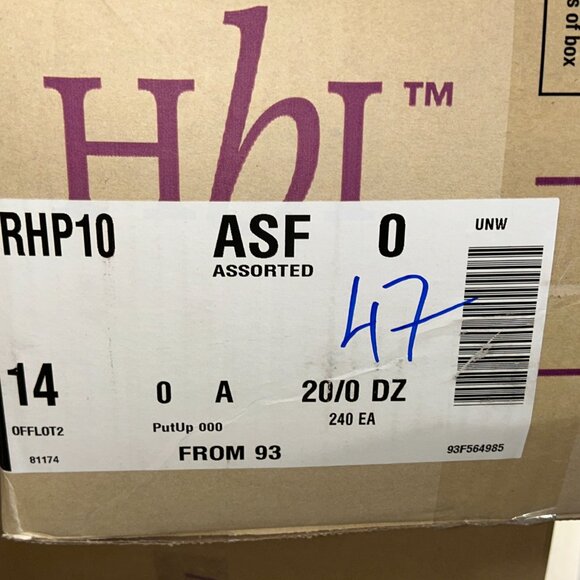 s of box
HbI™
RHP10 ASF 0 UNW
ASSORTED
47
14 0 A 20/0 DZ
OFFLOT2 PutUp 000 240 EA
81174 FROM 93 93F564985